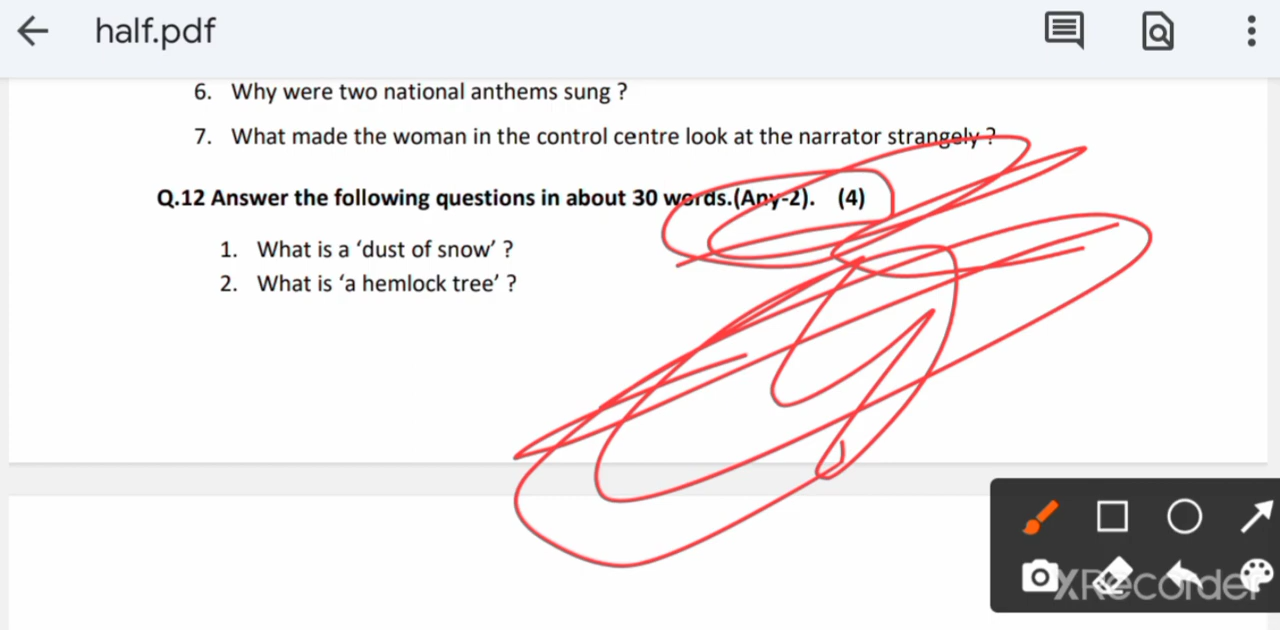 half.pdf
6. Why were two national anthems sung ?
7. What made the woman in the control centre look at the narrator strangely ?
Q.12 Answer the following questions in about 30 words.(Any-2). (4)
1. What is a ‘dust of snow’ ?
2. What is ‘a hemlock tree’ ?
XRecorder